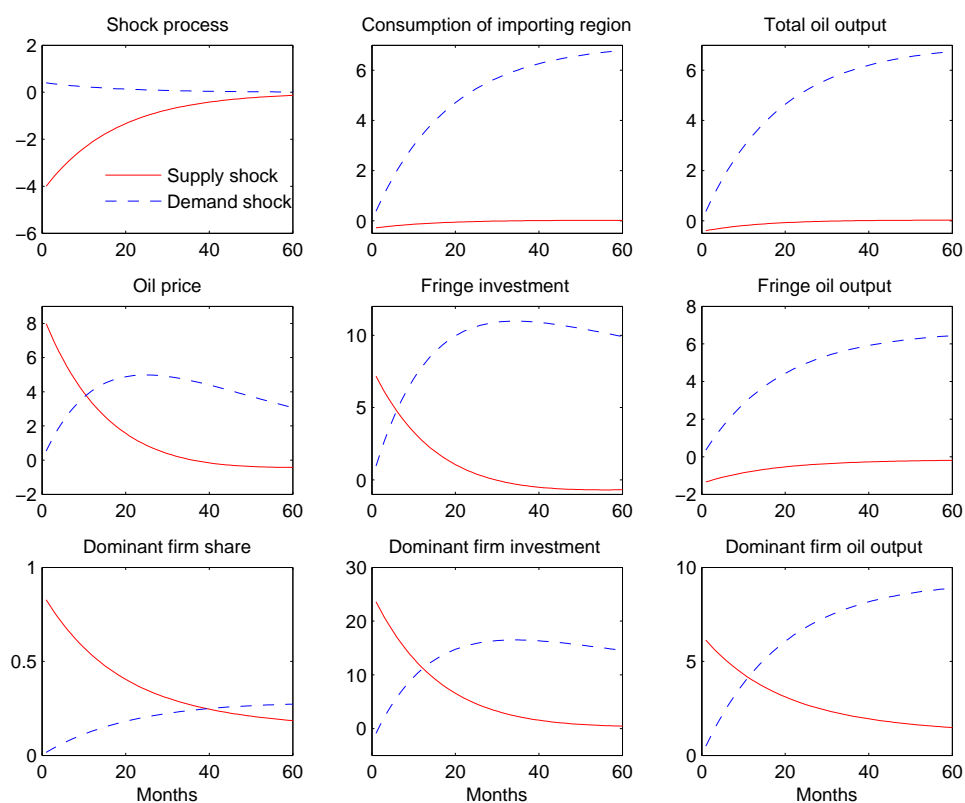 Shock process
Consumption of importing region
Total oil output
2
0
−2
−4
−6
0 20 40 60
Supply shock
Demand shock
6
4
2
0
0 20 40 60
6
4
2
0
0 20 40 60
Oil price
Fringe investment
Fringe oil output
8
6
4
2
0
−2
0 20 40 60
10
5
0
0 20 40 60
8
6
4
2
0
−2
0 20 40 60
Dominant firm share
Dominant firm investment
Dominant firm oil output
1
0.5
0
0 20 40 60
Months
30
20
10
0
0 20 40 60
Months
10
5
0
0 20 40 60
Months